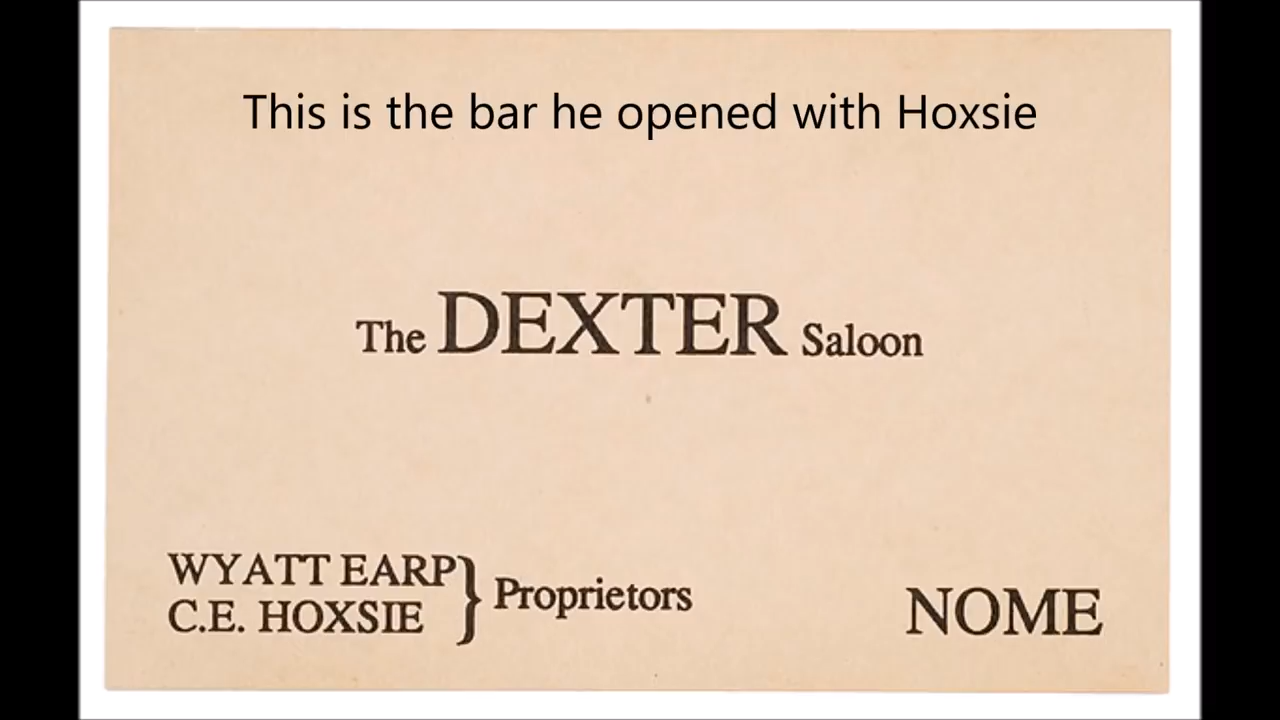 This is the bar he opened with Hoxsie
The DEXTER Saloon
WYATT EARP
C.E. HOXSIE
} Proprietors
NOME